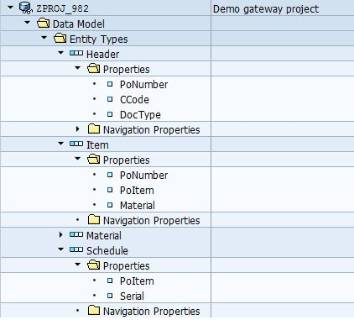 ZPROJ_982 Demo gateway project
Data Model
Entity Types
Header
Properties
PoNumber
CCode
DocType
Navigation Properties
Item
Properties
PoNumber
PoItem
Material
Navigation Properties
Material
Schedule
Properties
PoItem
Serial
Navigation Properties